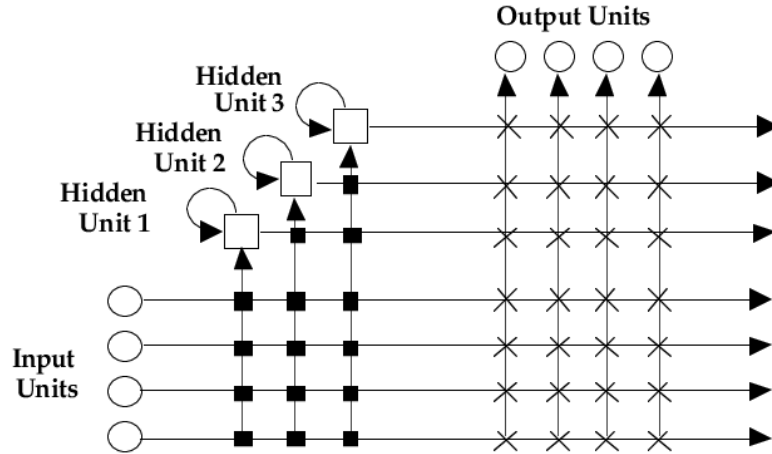 Output Units
Hidden
Unit 3
Hidden
Unit 2
Hidden
Unit 1
Input
Units